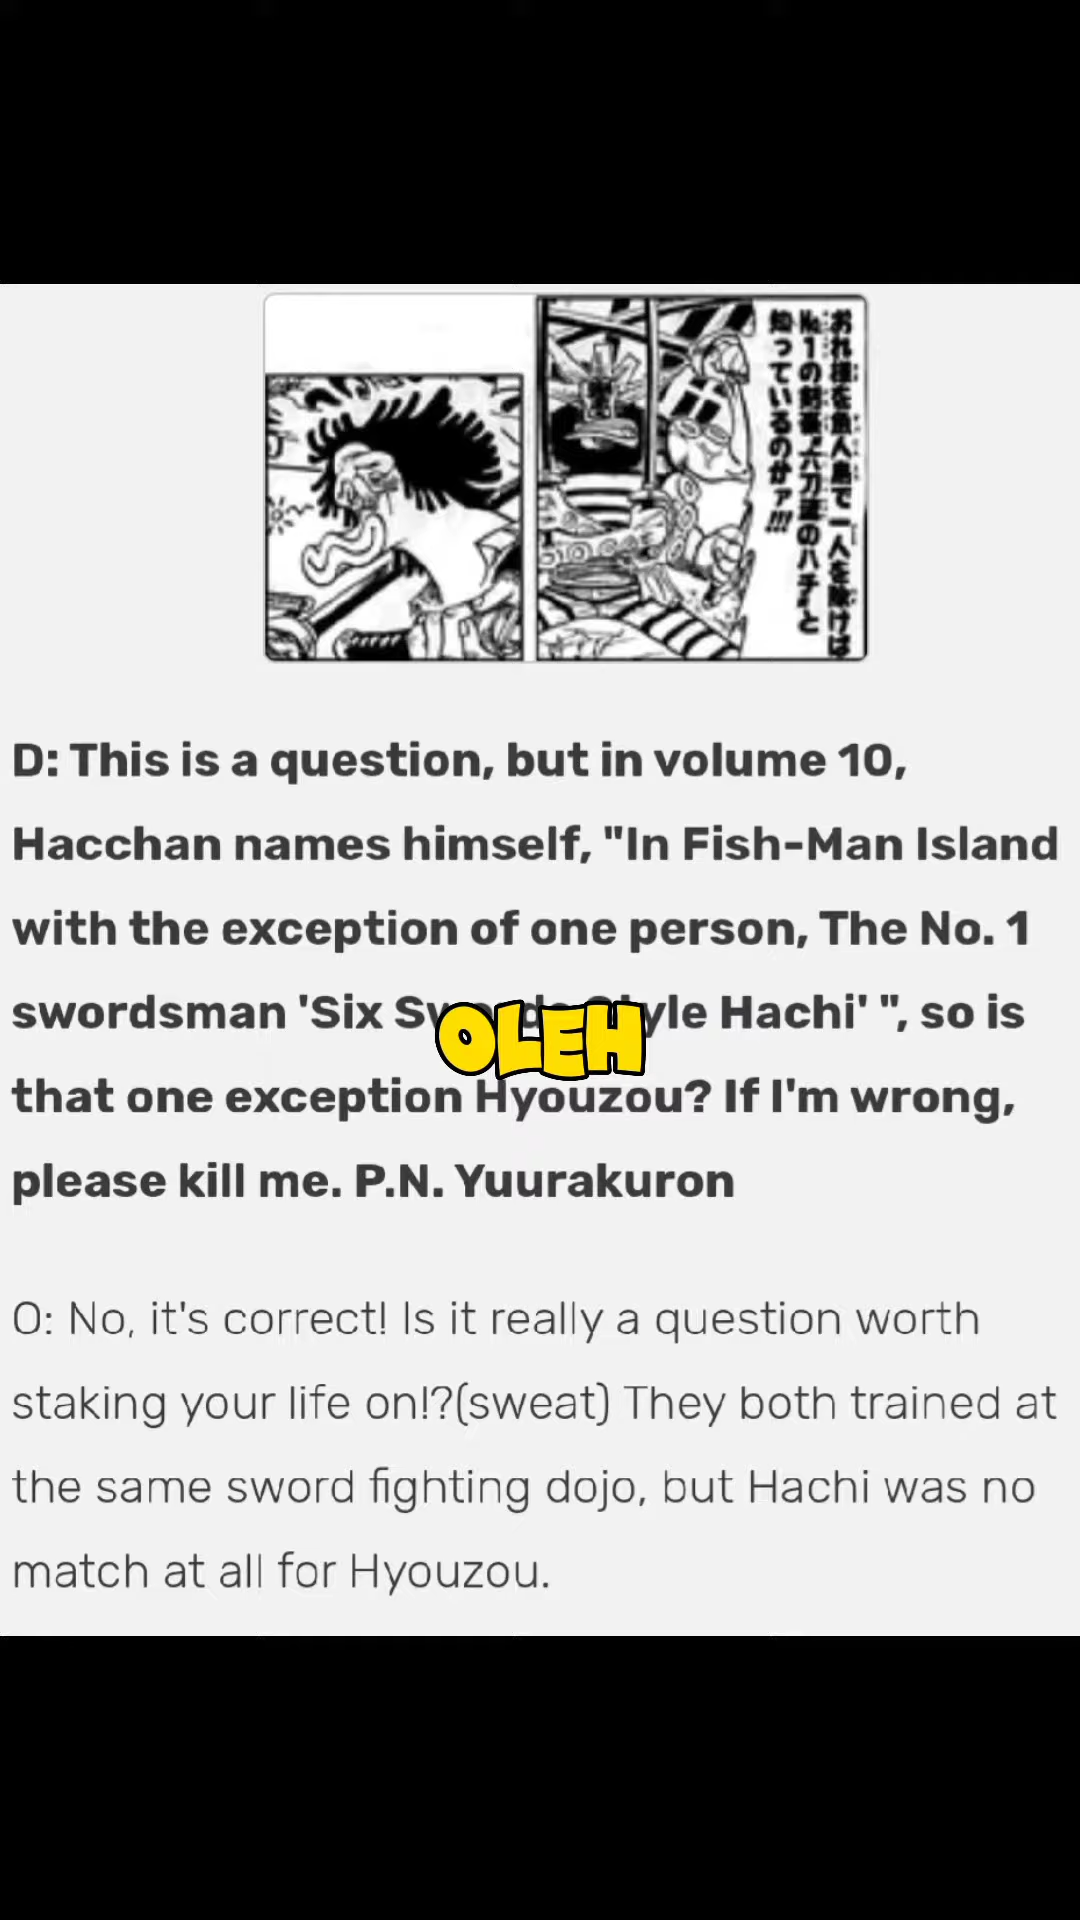 おれ様を魚人島で一人を除けば
No.1の剣豪“六刀流のハチ”と
知っているのかァ!!!
D: This is a question, but in volume 10,
Hacchan names himself, "In Fish-Man Island
with the exception of one person, The No. 1
swordsman 'Six Style Hachi' ", so is
OLEH
that one exception Hyouzou? If I'm wrong,
please kill me. P.N. Yuurakuron
O: No, it's correct! Is it really a question worth
staking your life on!?(sweat) They both trained at
the same sword fighting dojo, but Hachi was no
match at all for Hyouzou.